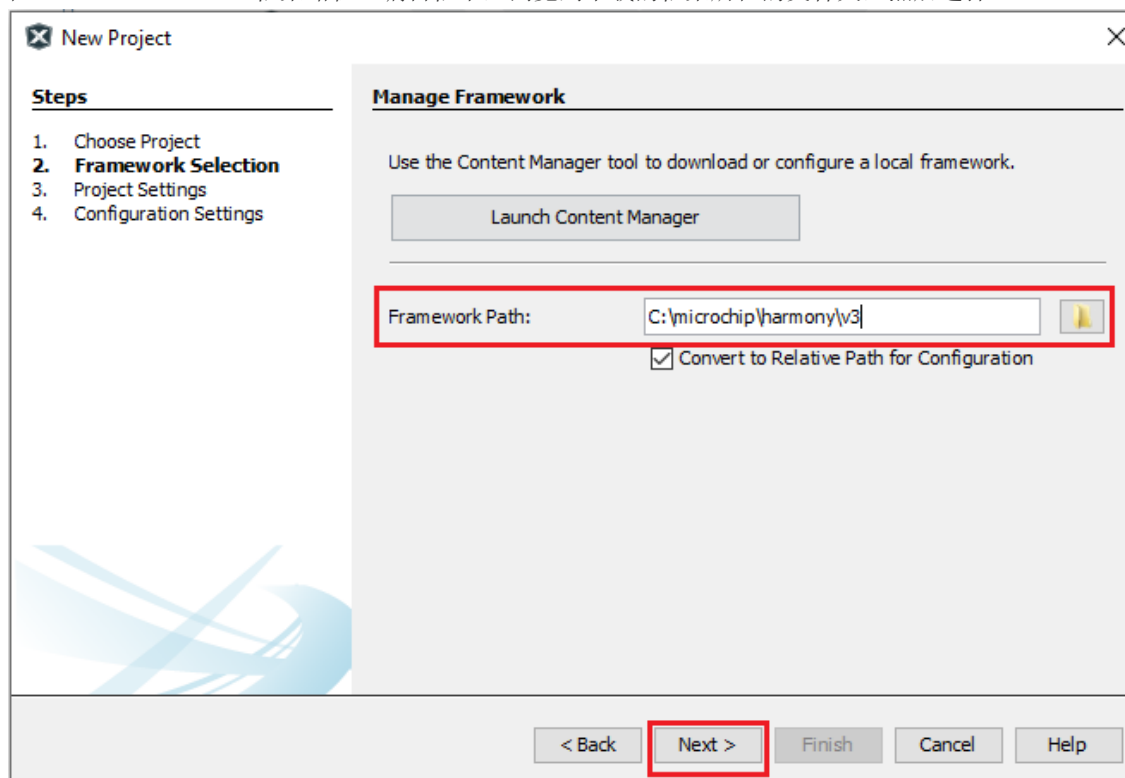 New Project
Steps
1. Choose Project
2. Framework Selection
3. Project Settings
4. Configuration Settings
Manage Framework
Use the Content Manager tool to download or configure a local framework.
Launch Content Manager
Framework Path: C:\microchip\harmony\v3
Convert to Relative Path for Configuration
< Back Next > Finish Cancel Help